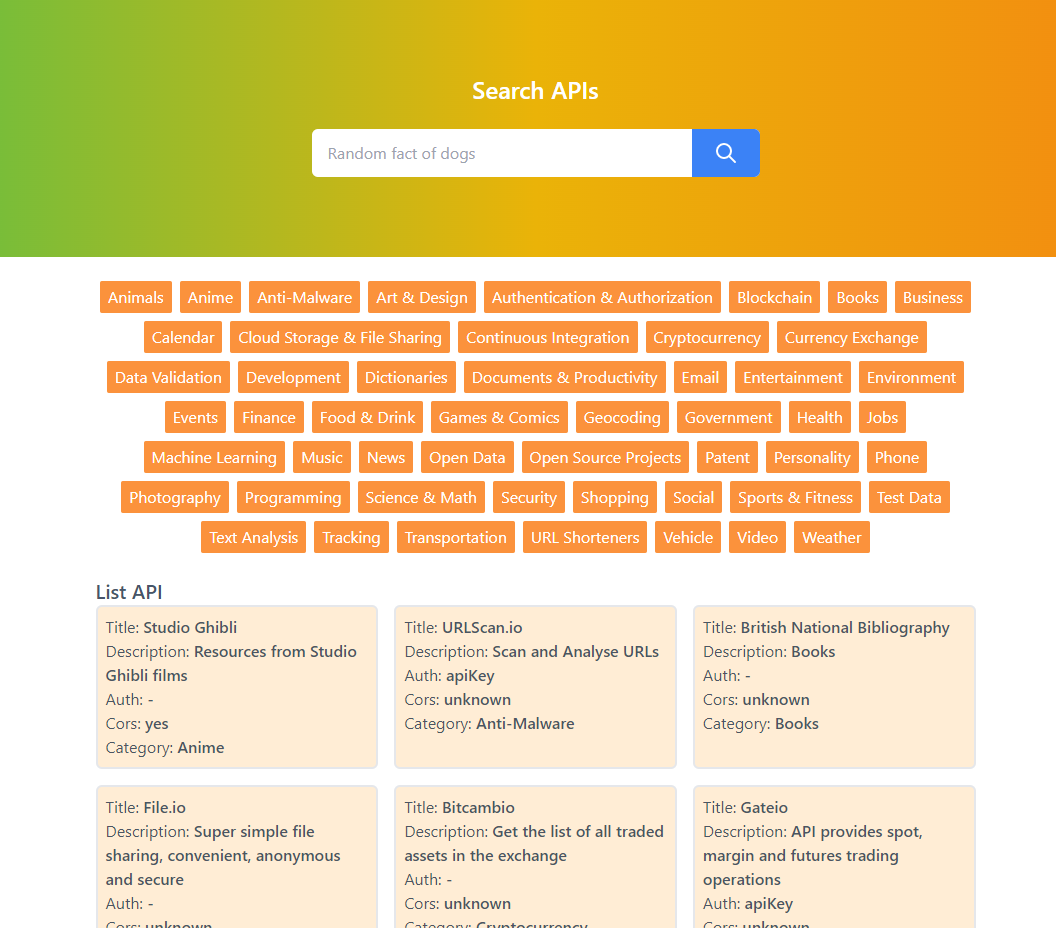 Search APIs
Random fact of dogs
Animals Anime Anti-Malware Art & Design Authentication & Authorization Blockchain Books Business
Calendar Cloud Storage & File Sharing Continuous Integration Cryptocurrency Currency Exchange
Data Validation Development Dictionaries Documents & Productivity Email Entertainment Environment
Events Finance Food & Drink Games & Comics Geocoding Government Health Jobs
Machine Learning Music News Open Data Open Source Projects Patent Personality Phone
Photography Programming Science & Math Security Shopping Social Sports & Fitness Test Data
Text Analysis Tracking Transportation URL Shorteners Vehicle Video Weather
List API
Title: Studio Ghibli
Description: Resources from Studio
Ghibli films
Auth: -
Cors: yes
Category: Anime
Title: URLScan.io
Description: Scan and Analyse URLs
Auth: apiKey
Cors: unknown
Category: Anti-Malware
Title: British National Bibliography
Description: Books
Auth: -
Cors: unknown
Category: Books
Title: File.io
Description: Super simple file
sharing, convenient, anonymous
and secure
Auth: -
Cors: unknown
Title: Bitcambio
Description: Get the list of all traded
assets in the exchange
Auth: -
Cors: unknown
Category: Cryptocurrency
Title: Gateio
Description: API provides spot,
margin and futures trading
operations
Auth: apiKey
Cors: unknown